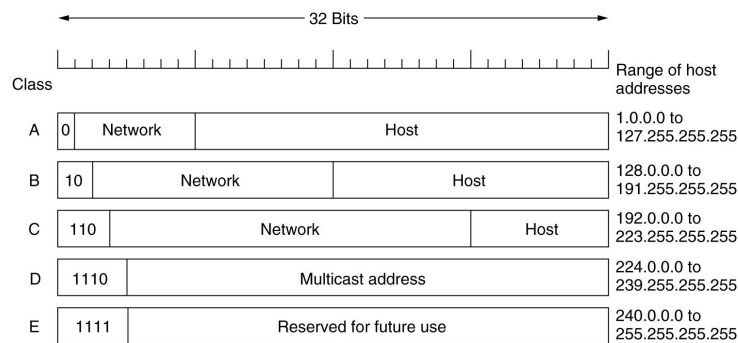 32 Bits
Class
Range of host
addresses
A
0
Network
Host
1.0.0.0 to
127.255.255.255
B
10
Network
Host
128.0.0.0 to
191.255.255.255
C
110
Network
Host
192.0.0.0 to
223.255.255.255
D
1110
Multicast address
224.0.0.0 to
239.255.255.255
E
1111
Reserved for future use
240.0.0.0 to
255.255.255.255